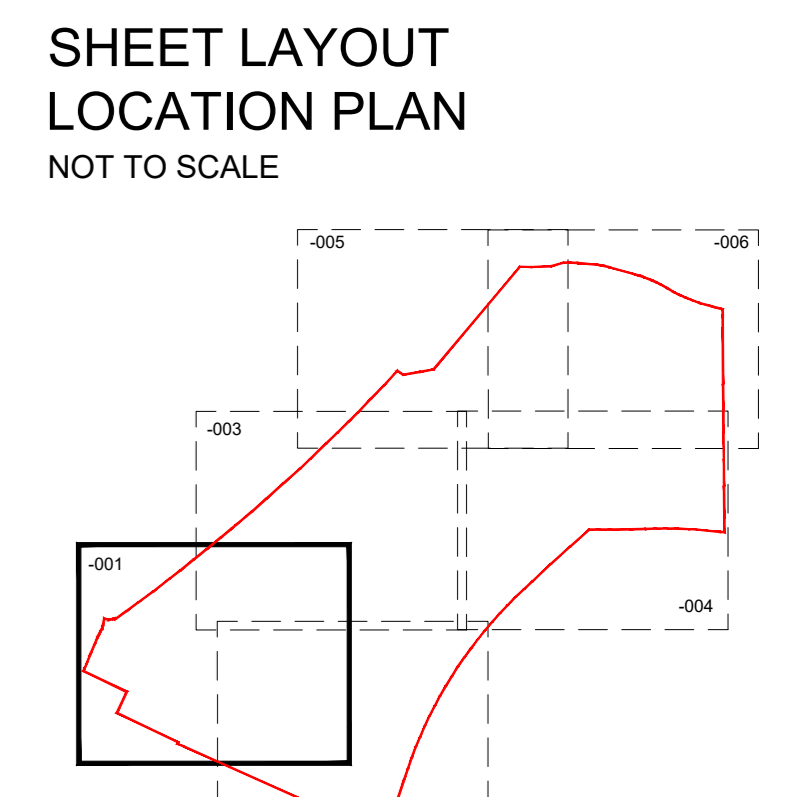 SHEET LAYOUT
LOCATION PLAN
NOT TO SCALE
-005
-006
-003
-001
-004